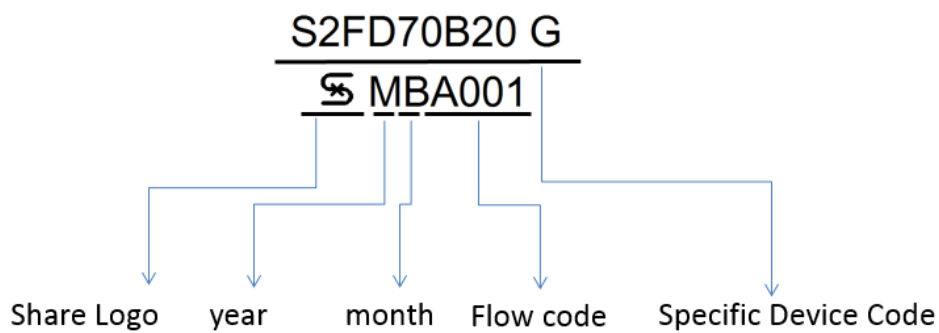 S2FD70B20 G
MBA001
Share Logo year month Flow code Specific Device Code